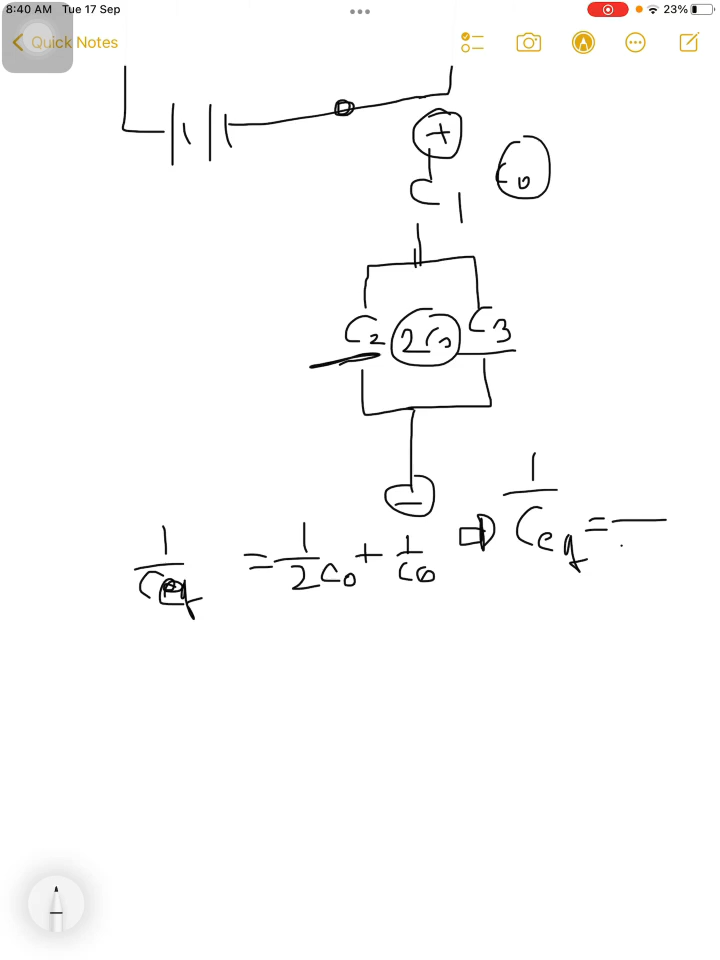 8:40 AM Tue 17 Sep
23%
Quick Notes
+
C1
C0
C2 2C0 C3
−
1/Ceq = 1/2C0 + 1/C0 ⇒ 1/Ceq = —